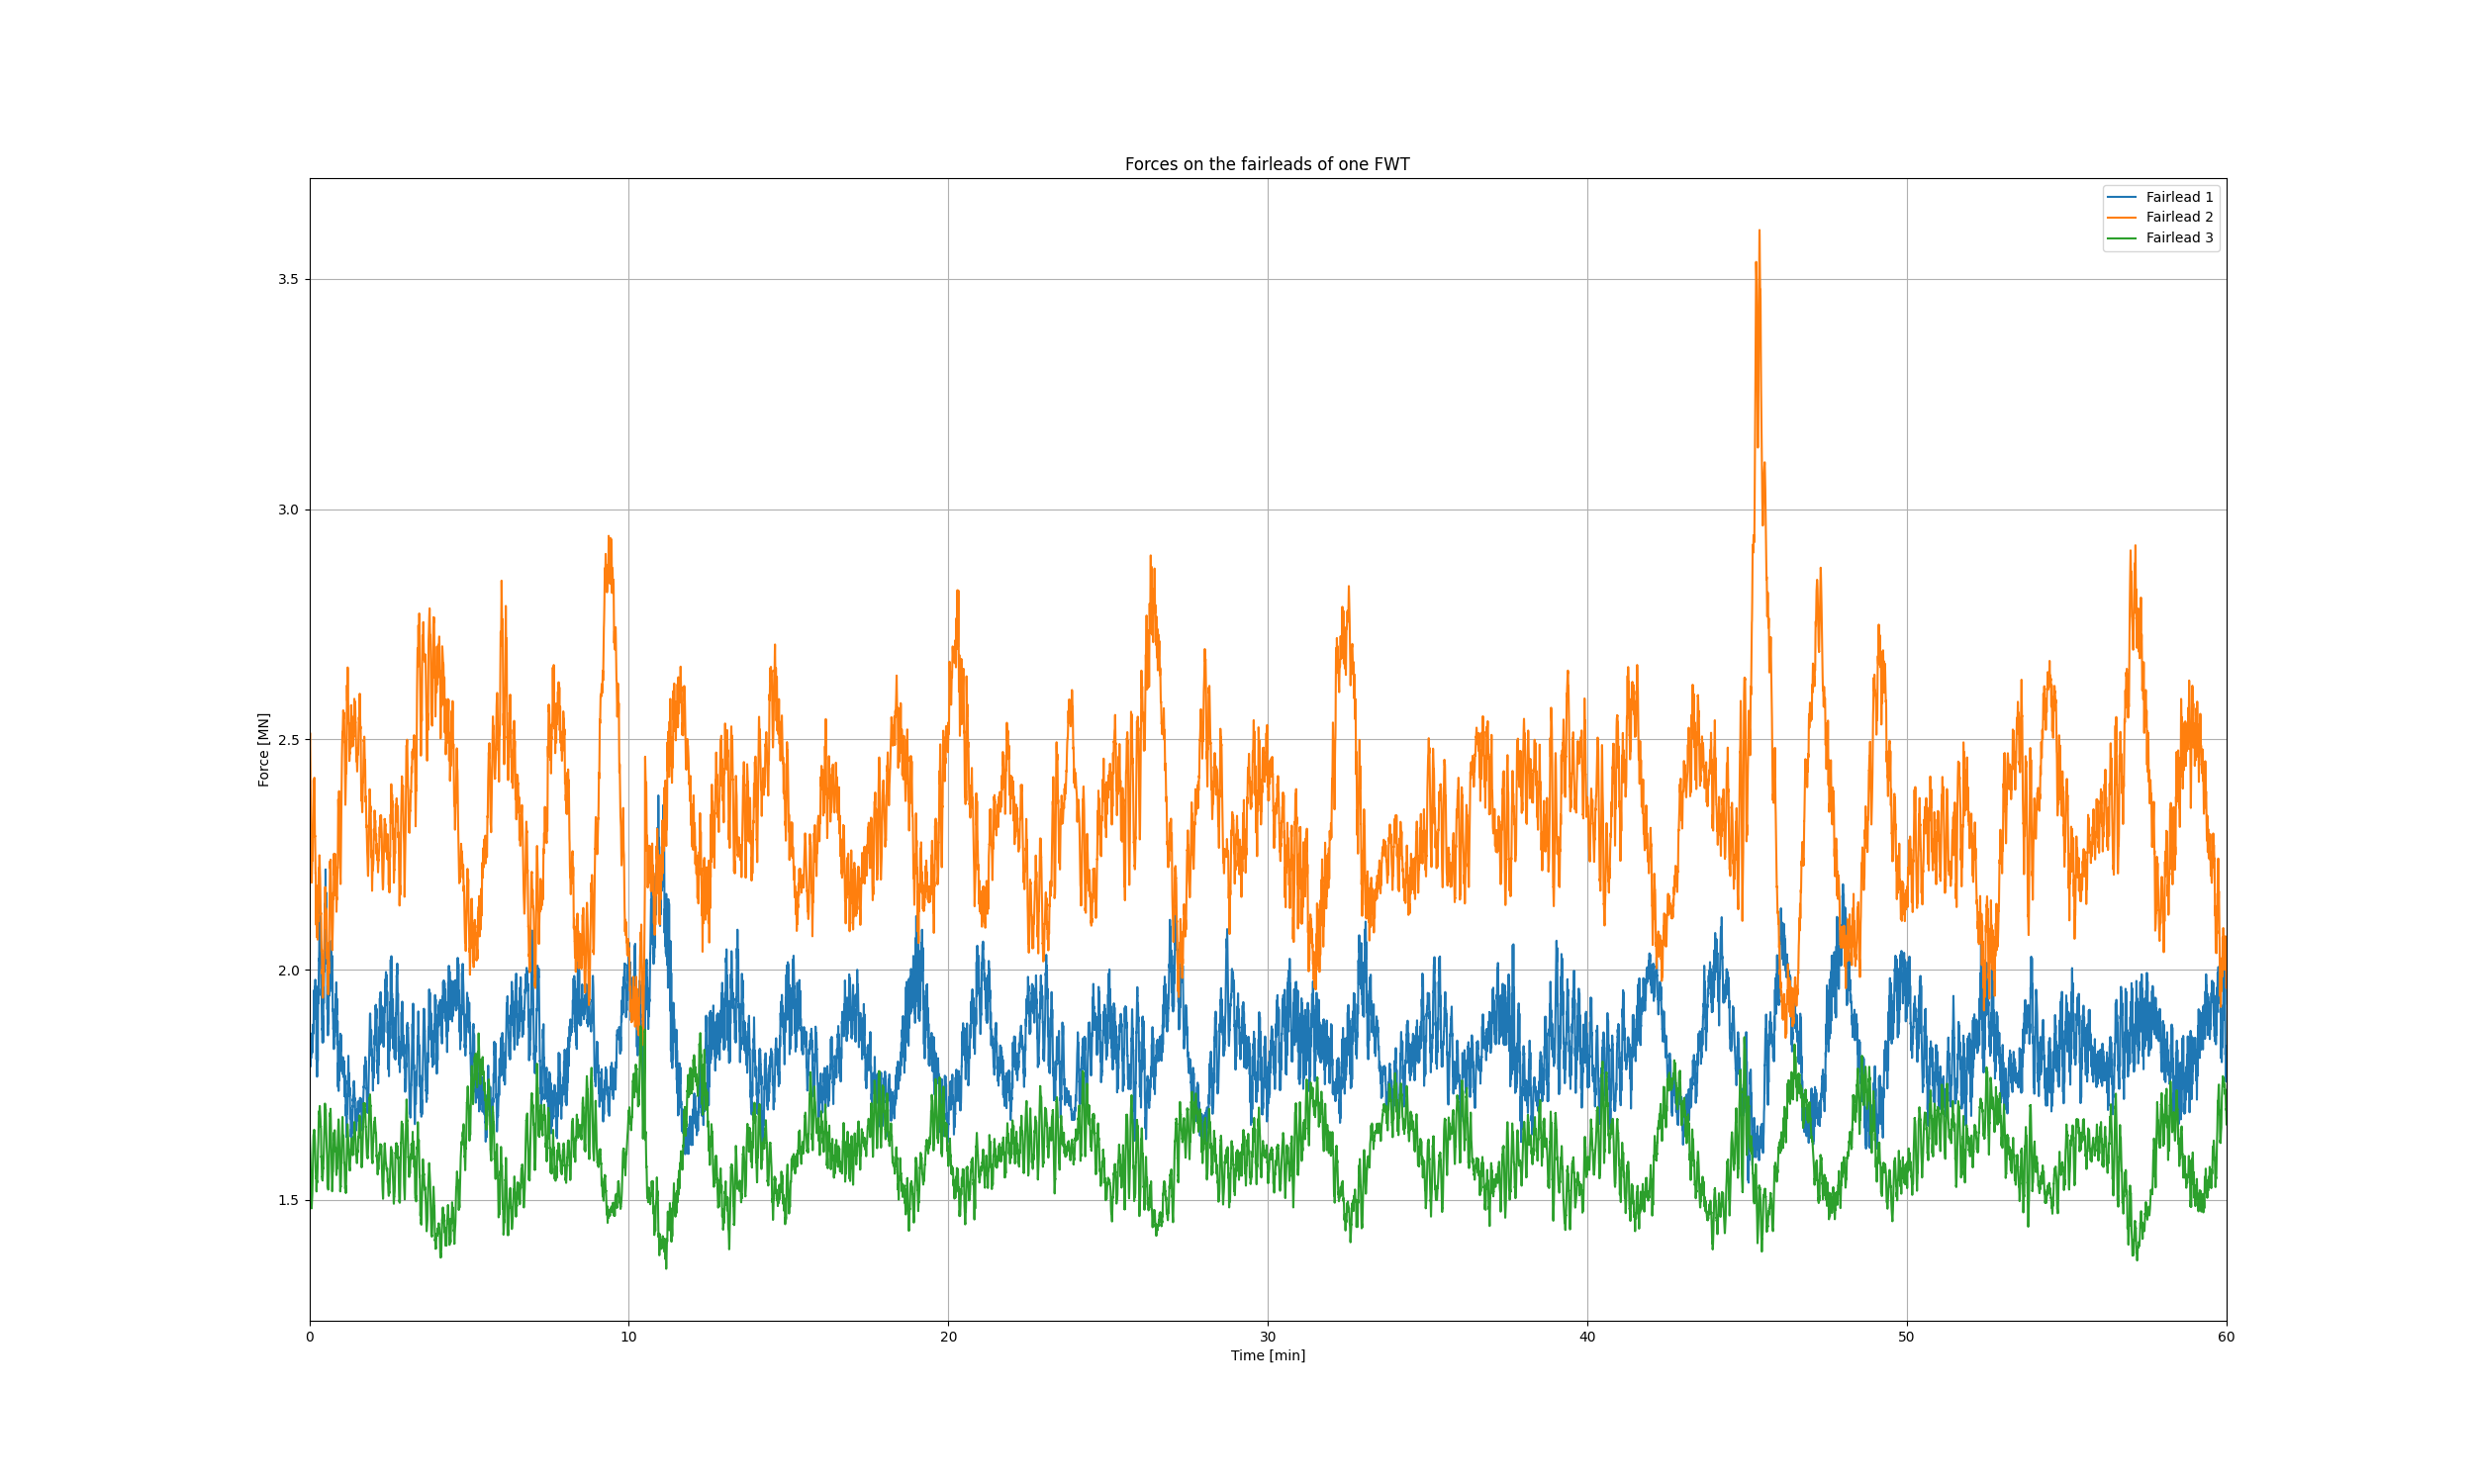 Forces on the fairleads of one FWT
Fairlead 1
Fairlead 2
Fairlead 3
Force [MN]
3.5
3.0
2.5
2.0
1.5
0 10 20 30 40 50 60
Time [min]